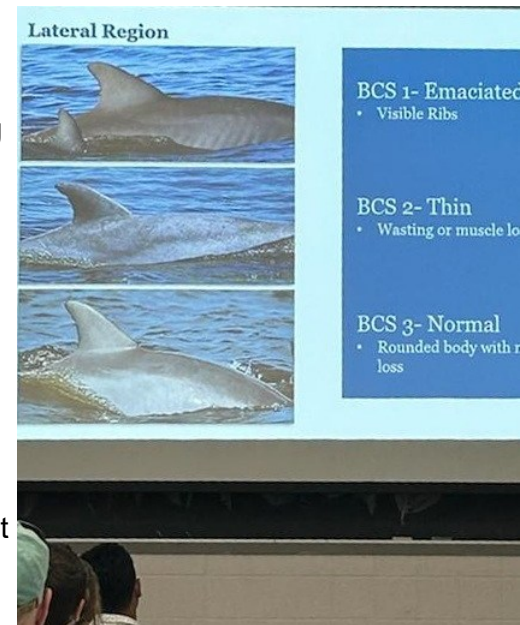 Lateral Region
BCS 1- Emaciated
• Visible Ribs
BCS 2- Thin
• Wasting or muscle
BCS 3- Normal
• Rounded body with
loss
t